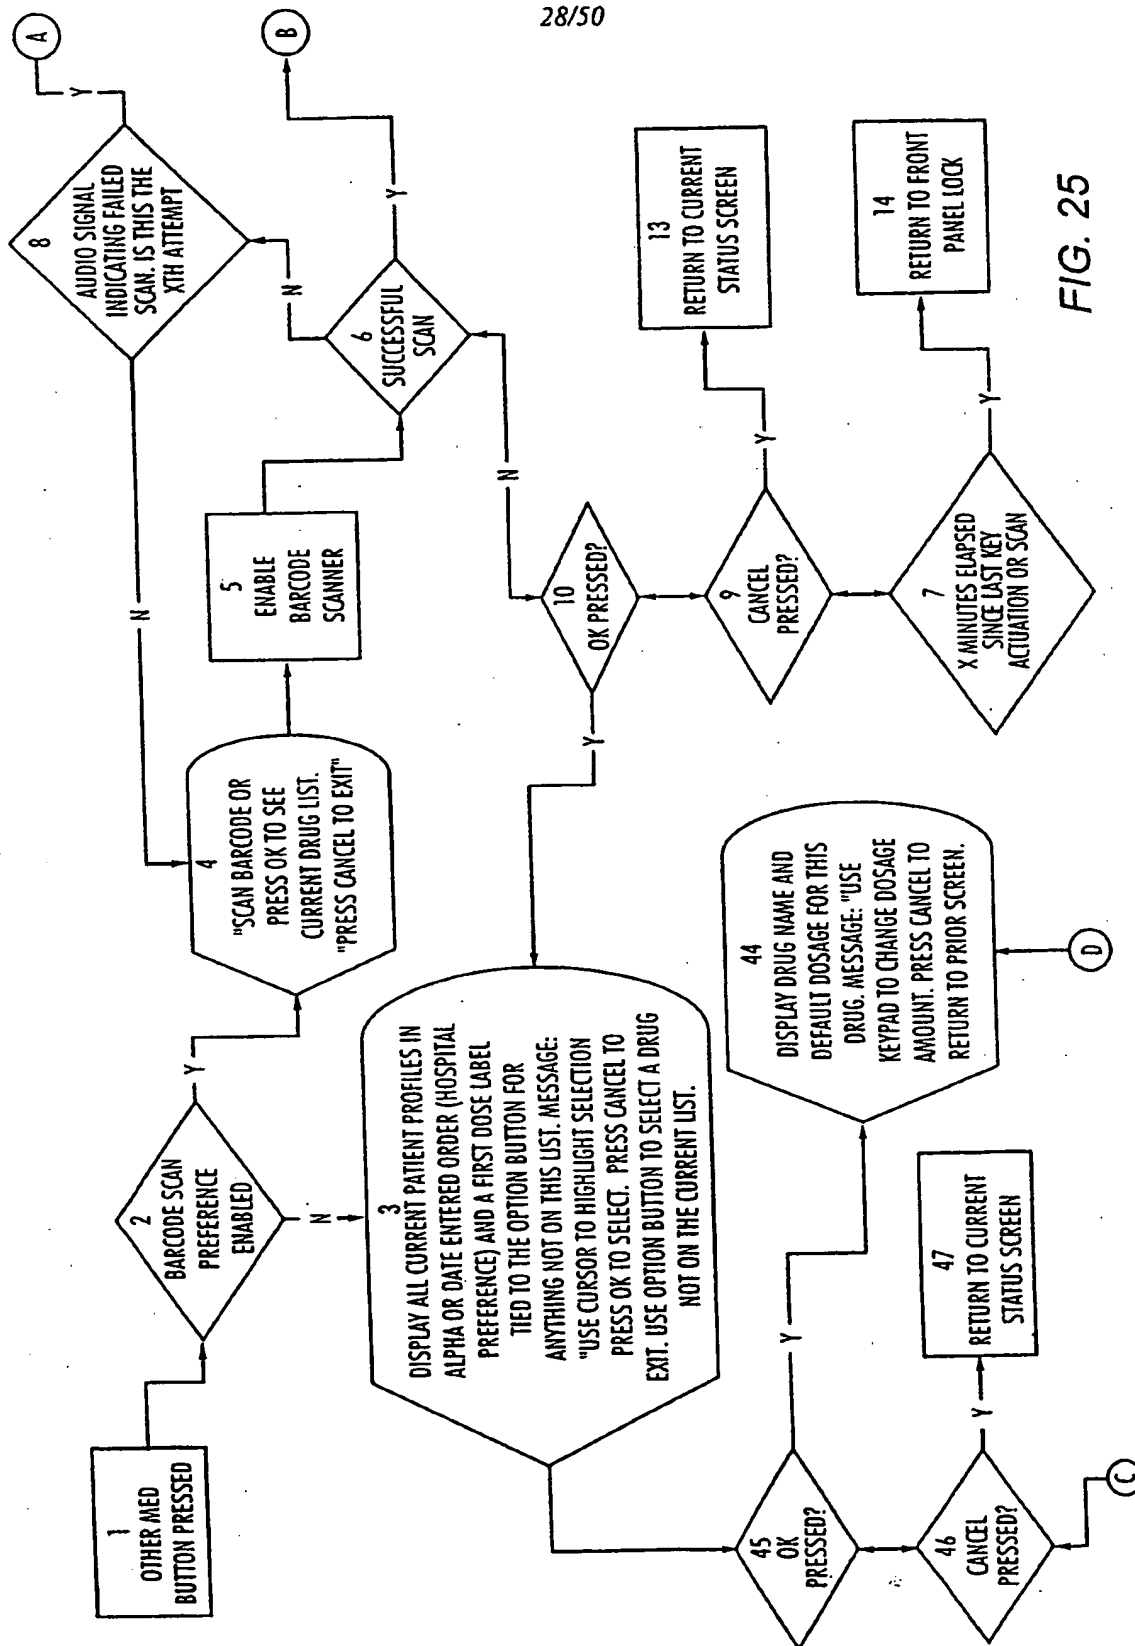 28/50
1
OTHER MED
BUTTON PRESSED
2
BARCODE SCAN
PREFERENCE
ENABLED
Y
N
4
"SCAN BARCODE OR
PRESS OK TO SEE
CURRENT DRUG LIST.
"PRESS CANCEL TO EXIT"
5
ENABLE
BARCODE
SCANNER
N
8
AUDIO SIGNAL
INDICATING FAILED
SCAN. IS THIS THE
XTH ATTEMPT
Y
A
N
6
SUCCESSFUL
SCAN
Y
B
3
DISPLAY ALL CURRENT PATIENT PROFILES IN
ALPHA OR DATE ENTERED ORDER (HOSPITAL
PREFERENCE) AND A FIRST DOSE LABEL
TIED TO THE OPTION BUTTON FOR
ANYTHING NOT ON THIS LIST. MESSAGE:
"USE CURSOR TO HIGHLIGHT SELECTION
PRESS OK TO SELECT. PRESS CANCEL TO
EXIT. USE OPTION BUTTON TO SELECT A DRUG
NOT ON THE CURRENT LIST.
Y
10
OK PRESSED?
N
9
CANCEL
PRESSED?
Y
13
RETURN TO CURRENT
STATUS SCREEN
7
X MINUTES ELAPSED
SINCE LAST KEY
ACTUATION OR SCAN
Y
14
RETURN TO FRONT
PANEL LOCK
45
OK
PRESSED?
Y
44
DISPLAY DRUG NAME AND
DEFAULT DOSAGE FOR THIS
DRUG. MESSAGE: "USE
KEYPAD TO CHANGE DOSAGE
AMOUNT. PRESS CANCEL TO
RETURN TO PRIOR SCREEN.
D
46
CANCEL
PRESSED?
Y
47
RETURN TO CURRENT
STATUS SCREEN
C
FIG. 25